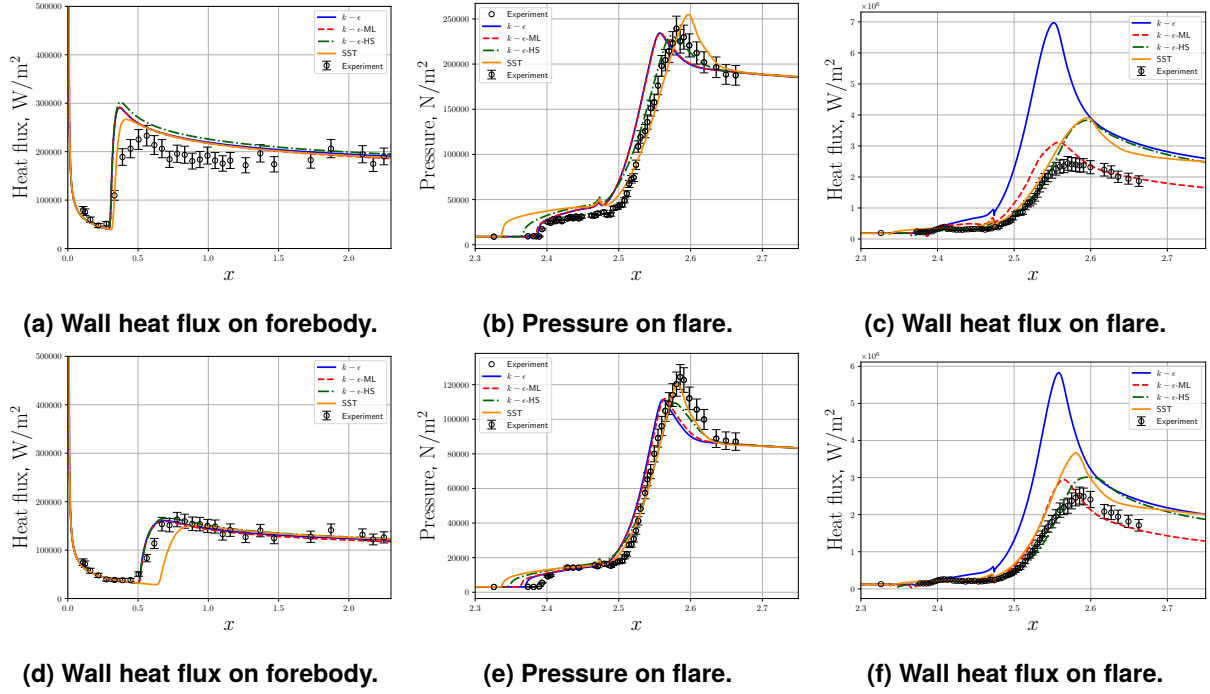 500000
400000
300000
200000
100000
0
Heat flux, W/m²
0.0 0.5 1.0 1.5 2.0
x
k − ϵ
k − ϵ-ML
k − ϵ-HS
SST
Experiment
(a) Wall heat flux on forebody.
250000
200000
150000
100000
50000
0
Pressure, N/m²
2.3 2.4 2.5 2.6 2.7
x
Experiment
k − ϵ
k − ϵ-ML
k − ϵ-HS
SST
Experiment
(b) Pressure on flare.
×10⁶
7
6
5
4
3
2
1
0
Heat flux, W/m²
2.3 2.4 2.5 2.6 2.7
x
k − ϵ
k − ϵ-ML
k − ϵ-HS
SST
Experiment
(c) Wall heat flux on flare.
500000
400000
300000
200000
100000
0
Heat flux, W/m²
0.0 0.5 1.0 1.5 2.0
x
k − ϵ
k − ϵ-ML
k − ϵ-HS
SST
Experiment
(d) Wall heat flux on forebody.
120000
100000
80000
60000
40000
20000
0
Pressure, N/m²
2.3 2.4 2.5 2.6 2.7
x
Experiment
k − ϵ
k − ϵ-ML
k − ϵ-HS
SST
Experiment
(e) Pressure on flare.
×10⁶
7
6
5
4
3
2
1
0
Heat flux, W/m²
2.3 2.4 2.5 2.6 2.7
x
k − ϵ
k − ϵ-ML
k − ϵ-HS
SST
Experiment
(f) Wall heat flux on flare.